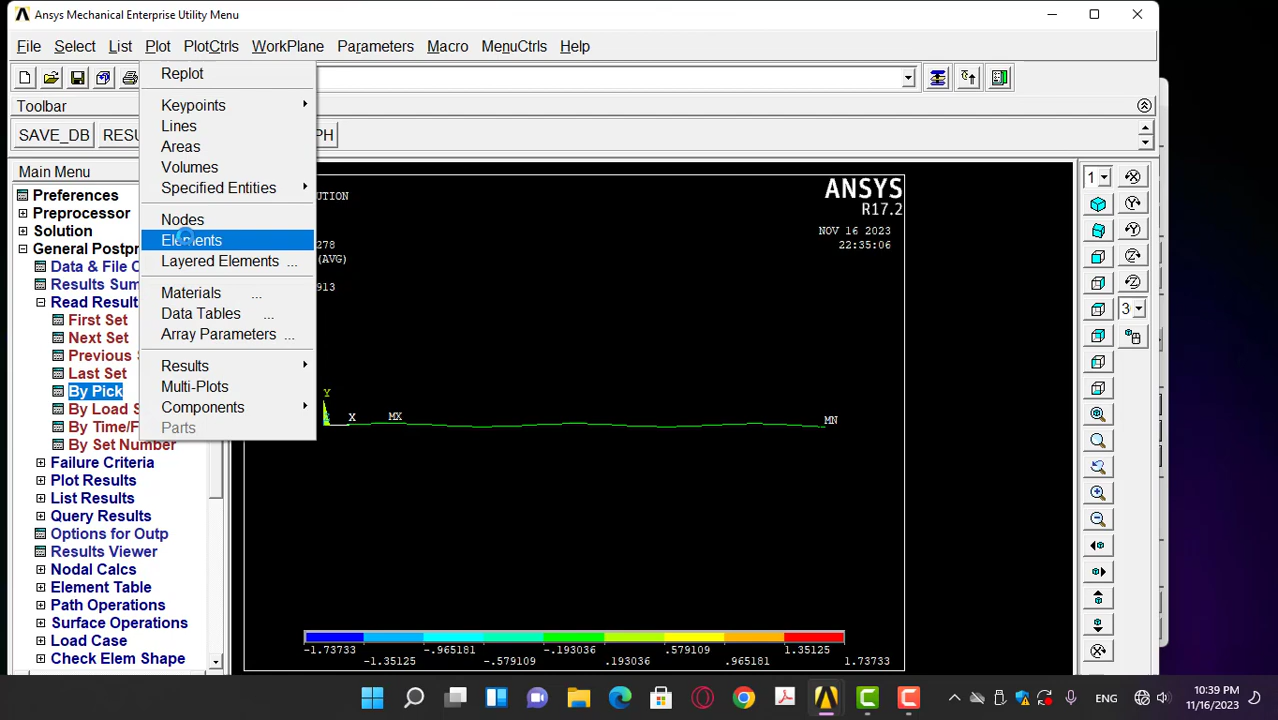 Ansys Mechanical Enterprise Utility Menu
File Select List Plot PlotCtrls WorkPlane Parameters Macro MenuCtrls Help
Toolbar
SAVE_DB RESU PH
Replot
Keypoints
Lines
Areas
Volumes
Specified Entities
Nodes
Elements
Layered Elements ...
Materials ...
Data Tables ...
Array Parameters ...
Results
Multi-Plots
Components
Parts
Main Menu
Preferences
Preprocessor
Solution
General Postpr
Data & File C
Results Sum
Read Result
First Set
Next Set
Previous S
Last Set
By Pick
By Load S
By Time/F
By Set Number
Failure Criteria
Plot Results
List Results
Query Results
Options for Outp
Results Viewer
Nodal Calcs
Element Table
Path Operations
Surface Operations
Load Case
Check Elem Shape
UTION
278
(AVG)
913
ANSYS
R17.2
NOV 16 2023
22:35:06
Y
X MX MN
-1.73733 -.965181 -.193036 .579109 1.35125
-1.35125 -.579109 .193036 .965181 1.73733
1
3
ENG
10:39 PM
11/16/2023